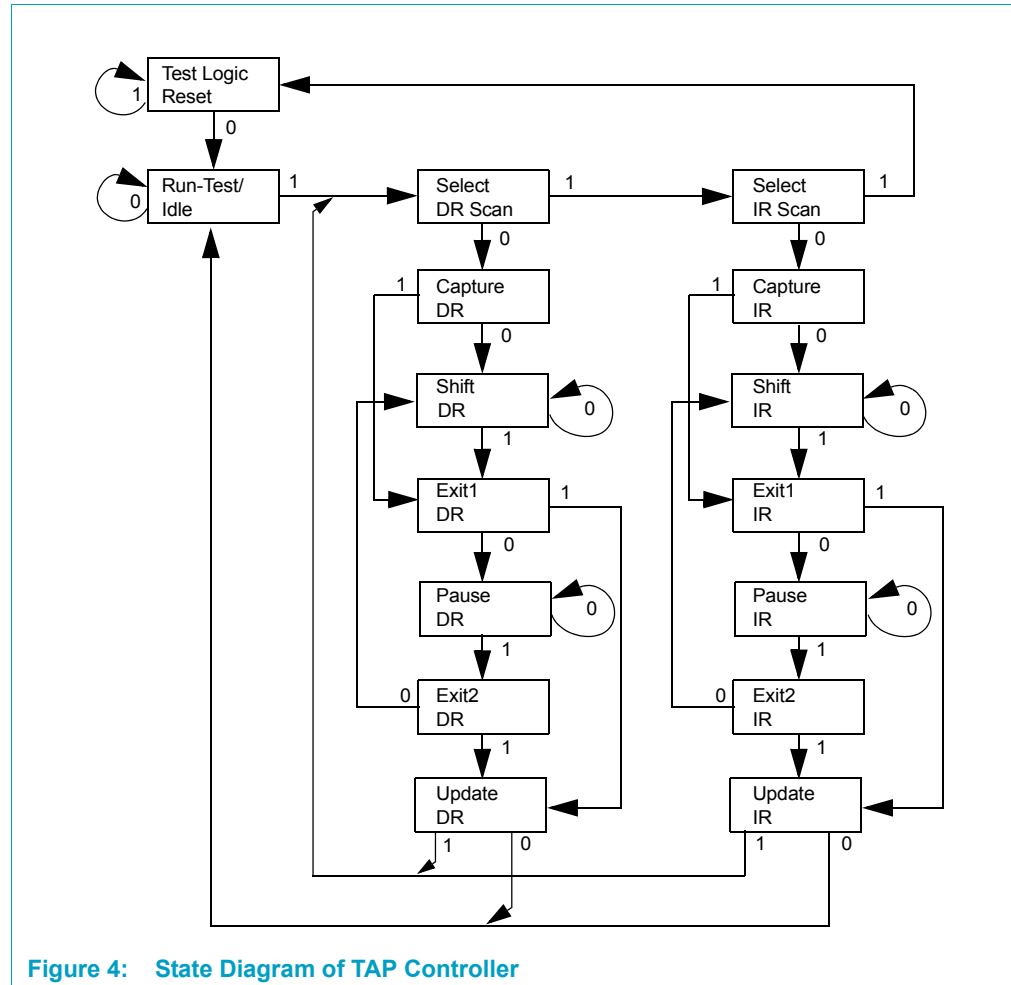 Test Logic
Reset
1
0
Run-Test/
Idle
0
1
Select
DR Scan
1
Select
IR Scan
1
0
0
Capture
DR
1
Capture
IR
1
0
0
Shift
DR
0
Shift
IR
0
1
1
Exit1
DR
1
Exit1
IR
1
0
0
Pause
DR
0
Pause
IR
0
1
1
Exit2
DR
0
Exit2
IR
0
1
1
Update
DR
Update
IR
1
0
1
0
Figure 4: State Diagram of TAP Controller